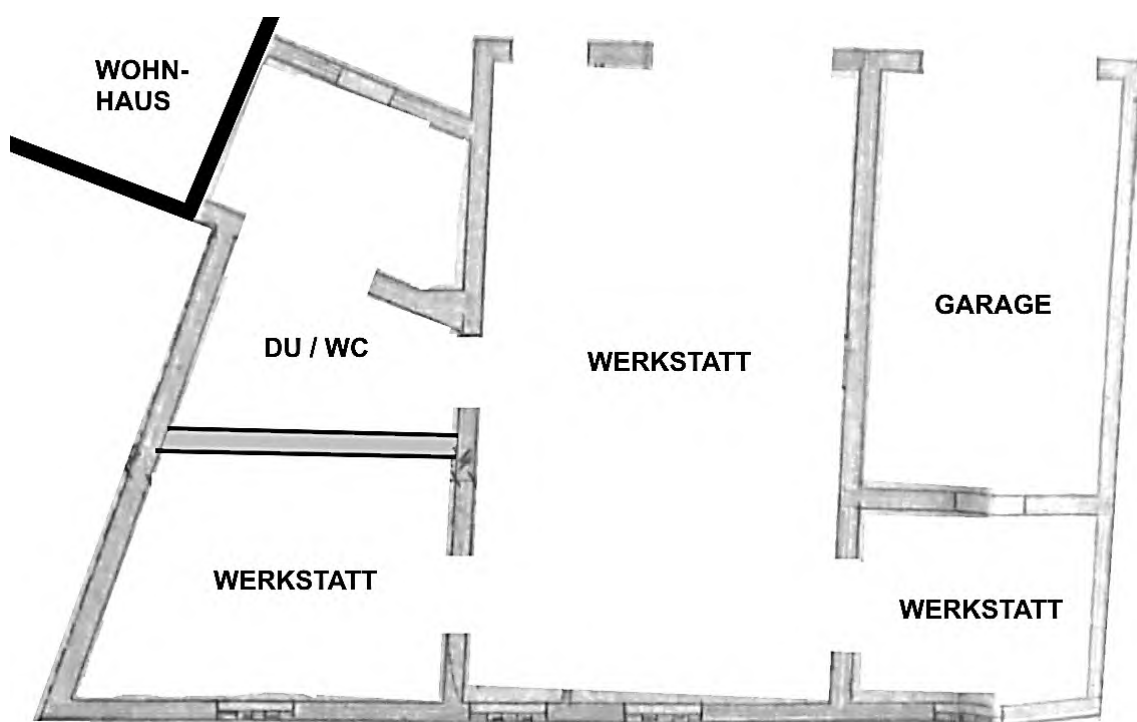 WOHN-
HAUS
GARAGE
DU / WC
WERKSTATT
WERKSTATT
WERKSTATT